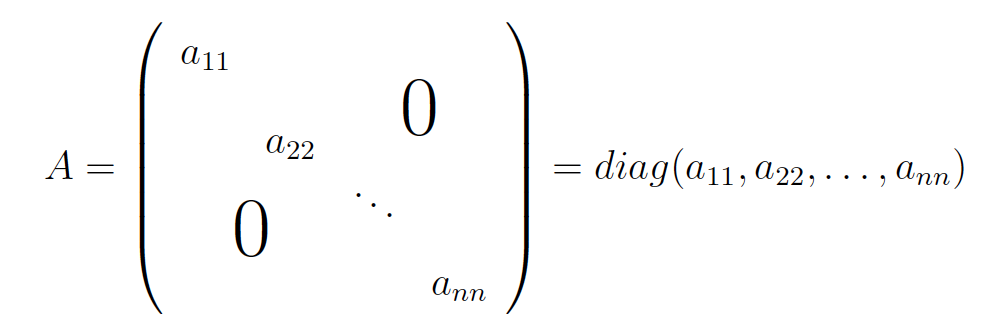 a₁₁
0
A = ( a₂₂ ) = diag(a₁₁, a₂₂, . . . , aₙₙ)
⋱
0
aₙₙ